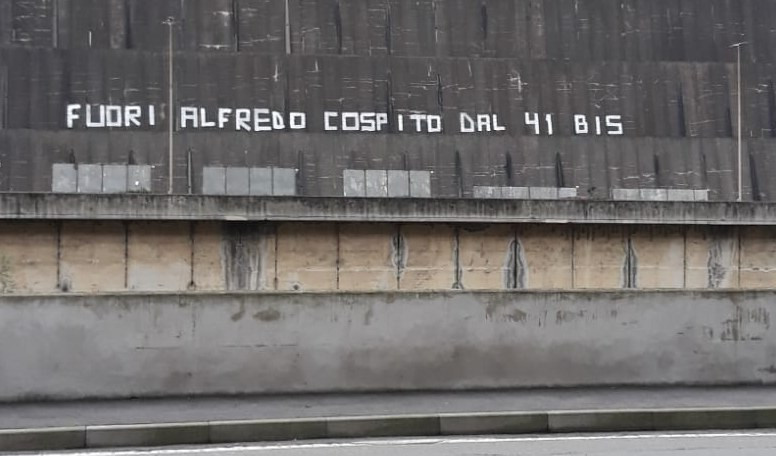 FUORI ALFREDO COSPITO DAL 41 BIS